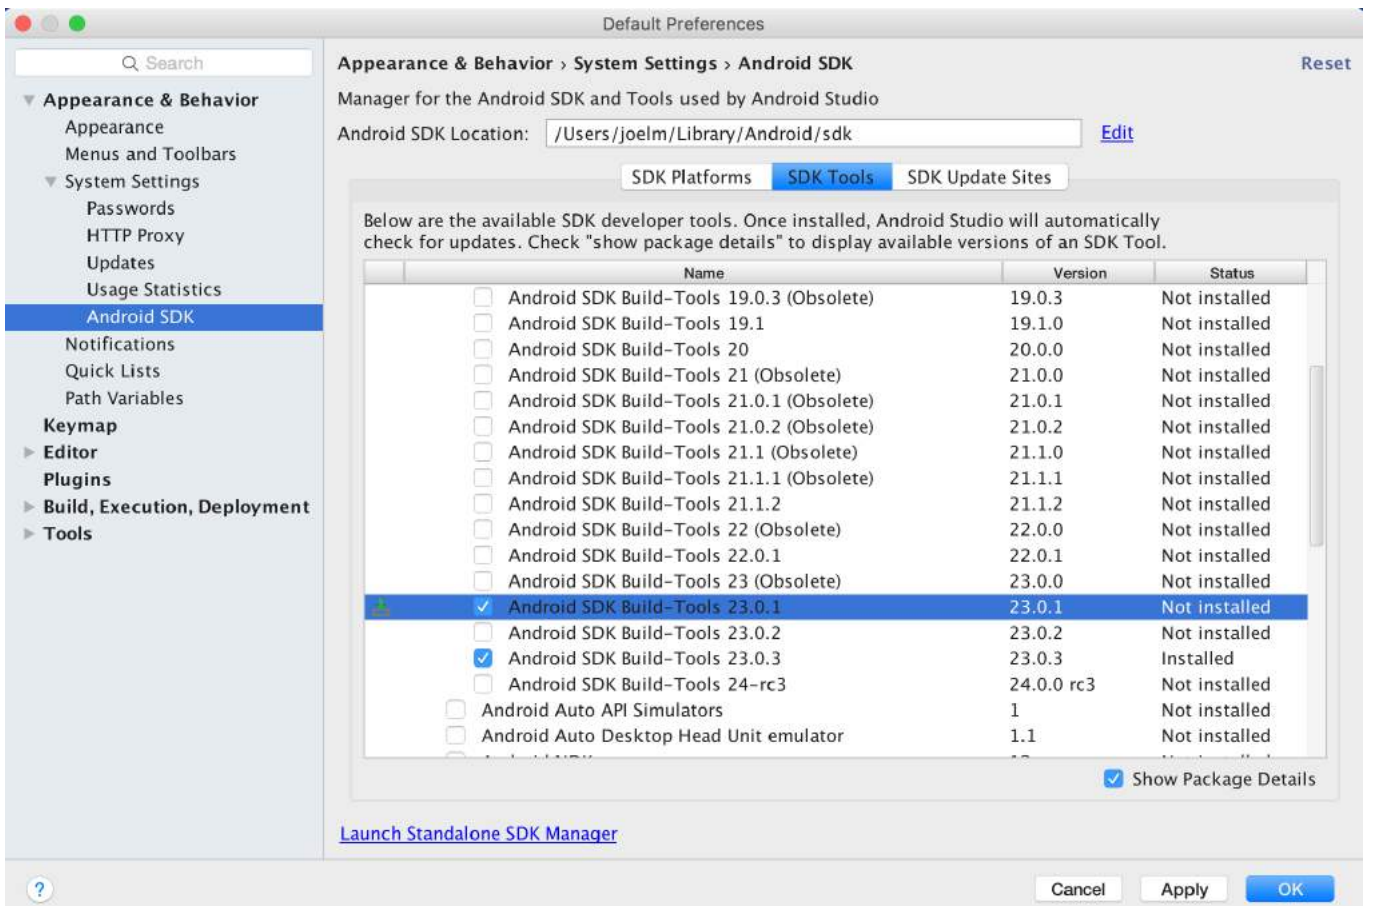 Default Preferences
Search
Appearance & Behavior
Appearance
Menus and Toolbars
System Settings
Passwords
HTTP Proxy
Updates
Usage Statistics
Android SDK
Notifications
Quick Lists
Path Variables
Keymap
Editor
Plugins
Build, Execution, Deployment
Tools
Appearance & Behavior › System Settings › Android SDK
Reset
Manager for the Android SDK and Tools used by Android Studio
Android SDK Location: /Users/joelm/Library/Android/sdk Edit
SDK Platforms SDK Tools SDK Update Sites
Below are the available SDK developer tools. Once installed, Android Studio will automatically
check for updates. Check "show package details" to display available versions of an SDK Tool.
Name Version Status
Android SDK Build-Tools 19.0.3 (Obsolete) 19.0.3 Not installed
Android SDK Build-Tools 19.1 19.1.0 Not installed
Android SDK Build-Tools 20 20.0.0 Not installed
Android SDK Build-Tools 21 (Obsolete) 21.0.0 Not installed
Android SDK Build-Tools 21.0.1 (Obsolete) 21.0.1 Not installed
Android SDK Build-Tools 21.0.2 (Obsolete) 21.0.2 Not installed
Android SDK Build-Tools 21.1 (Obsolete) 21.1.0 Not installed
Android SDK Build-Tools 21.1.1 (Obsolete) 21.1.1 Not installed
Android SDK Build-Tools 21.1.2 21.1.2 Not installed
Android SDK Build-Tools 22 (Obsolete) 22.0.0 Not installed
Android SDK Build-Tools 22.0.1 22.0.1 Not installed
Android SDK Build-Tools 23 (Obsolete) 23.0.0 Not installed
Android SDK Build-Tools 23.0.1 23.0.1 Not installed
Android SDK Build-Tools 23.0.2 23.0.2 Not installed
Android SDK Build-Tools 23.0.3 23.0.3 Installed
Android SDK Build-Tools 24-rc3 24.0.0 rc3 Not installed
Android Auto API Simulators 1 Not installed
Android Auto Desktop Head Unit emulator 1.1 Not installed
Show Package Details
Launch Standalone SDK Manager
? Cancel Apply OK